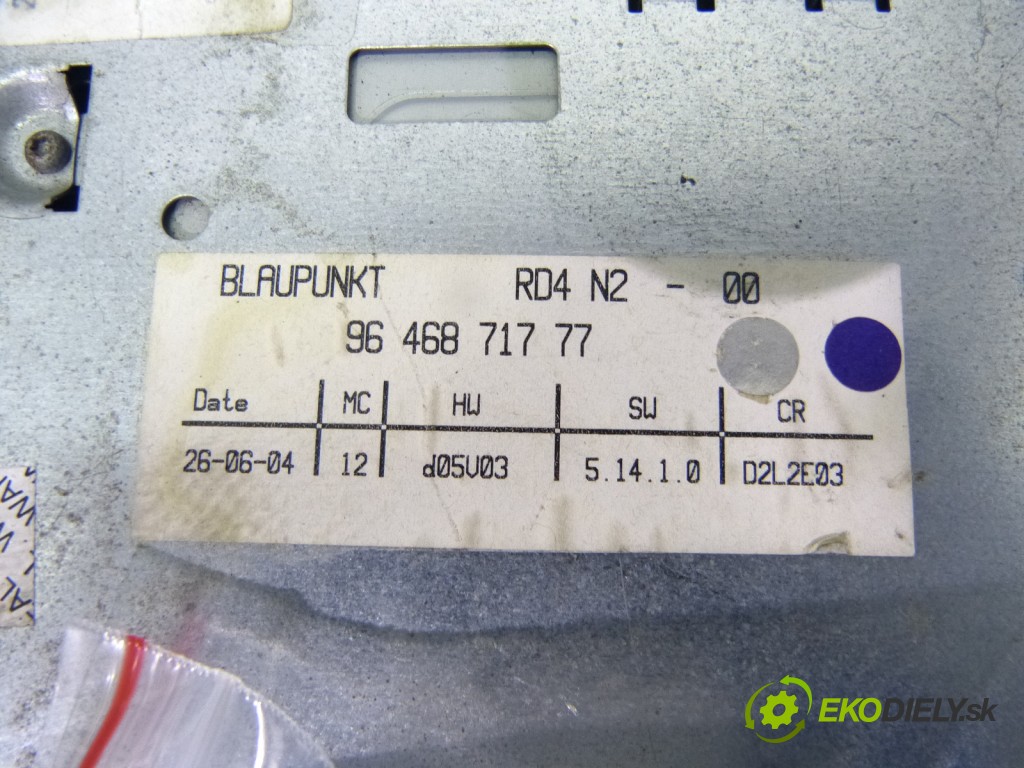 BLAUPUNKT RD4 N2 - 00
96 468 717 77
Date MC HW SW CR
26-06-04 12 d05V03 5.14.1.0 D2L2E03
EKODIELY.sk